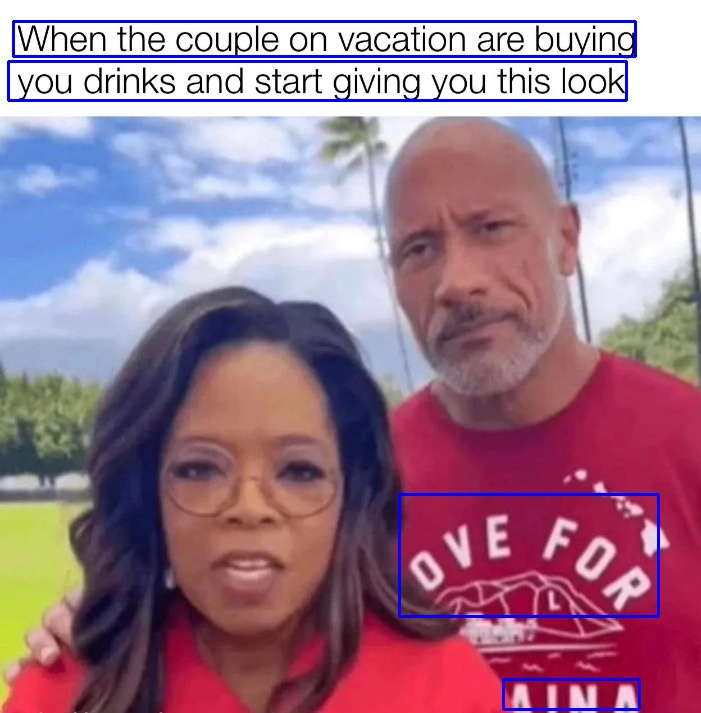 When the couple on vacation are buying
you drinks and start giving you this look
OVE FOR
L
AINA